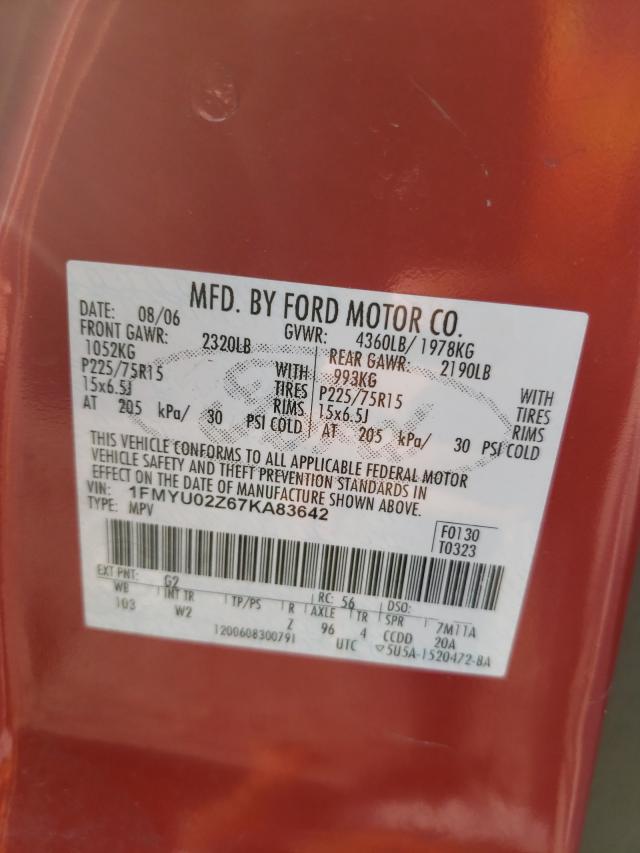 MFD. BY FORD MOTOR CO.
DATE: 08/06 GVWR: 4360LB/ 1978KG
FRONT GAWR: 2320LB REAR GAWR: 2190LB
1052KG WITH 993KG WITH
P225/75R15 TIRES P225/75R15 TIRES
15x6.5J RIMS 15x6.5J RIMS
AT 205 kPa/ 30 PSI COLD AT 205 kPa/ 30 PSI COLD
THIS VEHICLE CONFORMS TO ALL APPLICABLE FEDERAL MOTOR
VEHICLE SAFETY AND THEFT PREVENTION STANDARDS IN
EFFECT ON THE DATE OF MANUFACTURE SHOWN ABOVE.
VIN: 1FMYU02Z67KA83642
TYPE: MPV
F0130
T0323
EXT PNT: G2 RC: 56 DSO:
WB INT TR TP/PS R AXLE TR SPR 7M11A
103 W2 Z 96 4 CCDD 20A
1200608300791 UTC 5U5A-1520472-BA